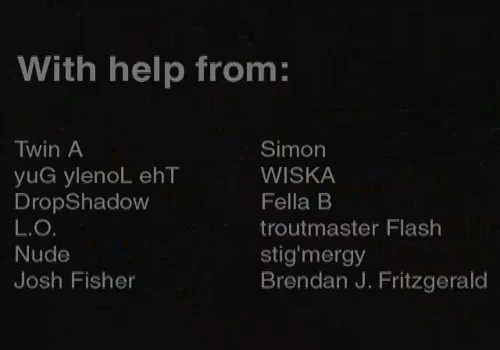 With help from:
Twin A
yuG ylenoL ehT
DropShadow
L.O.
Nude
Josh Fisher
Simon
WISKA
Fella B
troutmaster Flash
stig'mergy
Brendan J. Fritzgerald